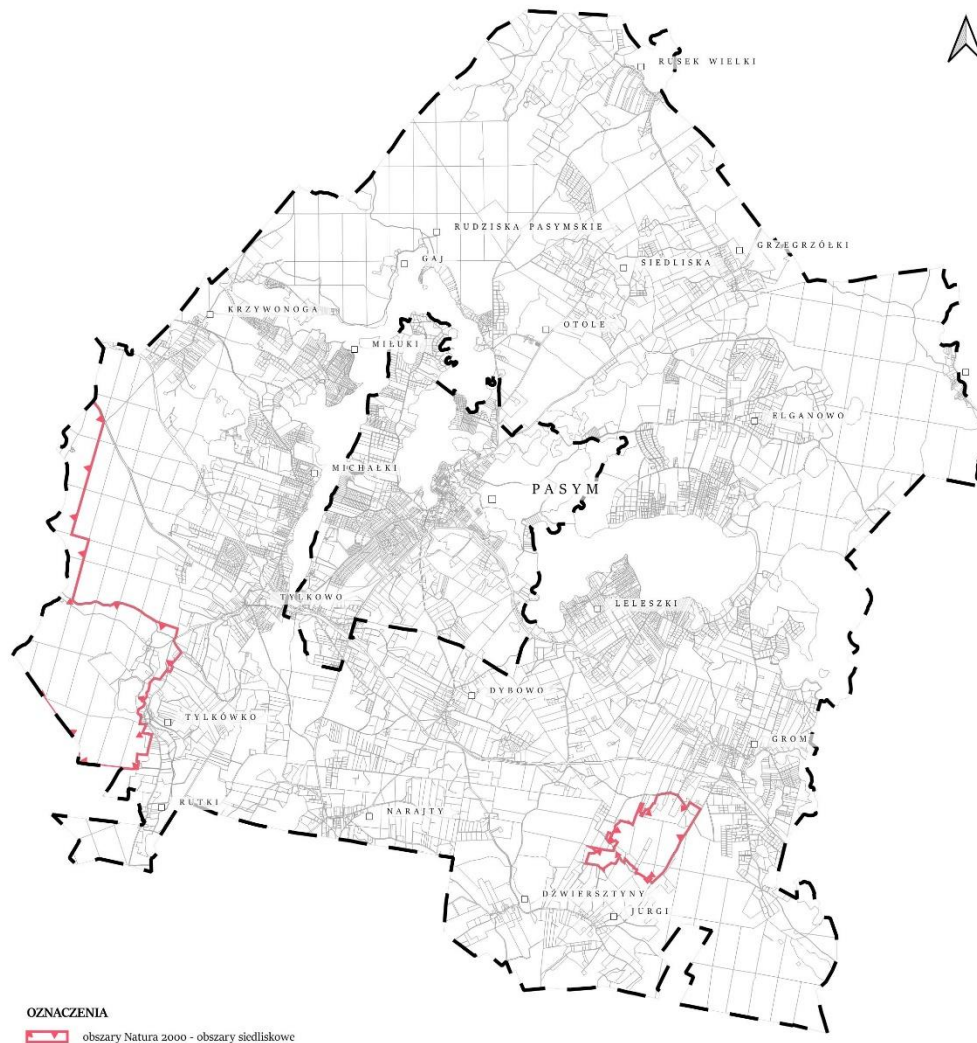 RUSEK WIELKI
RUDZISKA PASYMSKIE
GRZEGRZÓŁKI
GAJ
SIEDLISKA
KRZYWONOGA
OTOLE
MIŁUKI
ELGANOWO
MICHAŁKI
PASYM
TYLKOWO
LELESZKI
DYBOWO
TYLKÓWKO
GROM
RUTKI
NARAJTY
DŹWIERSZTYNY
JURGI
OZNACZENIA
obszary Natura 2000 - obszary siedliskowe